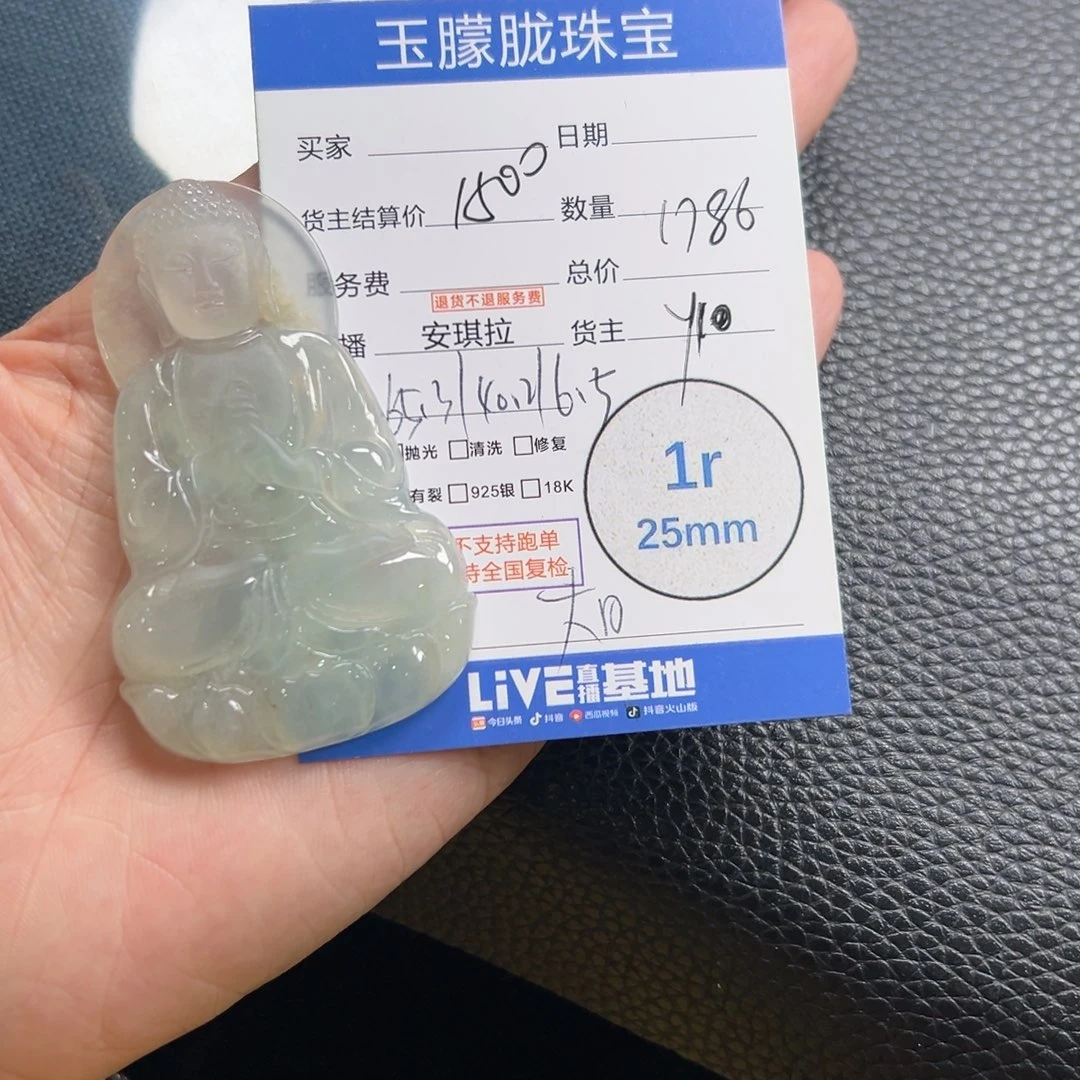 玉朦胧珠宝
买家 日期
货主结算价 1500 数量 1786
服务费 总价
退货不退服务费
播 安琪拉 货主 y10
65.3/40.2/6.5
抛光 清洗 修复
有裂 925银 18K
1r
25mm
不支持跑单
持全国复检
LiVE直播基地
今日头条 抖音 西瓜视频 抖音火山版